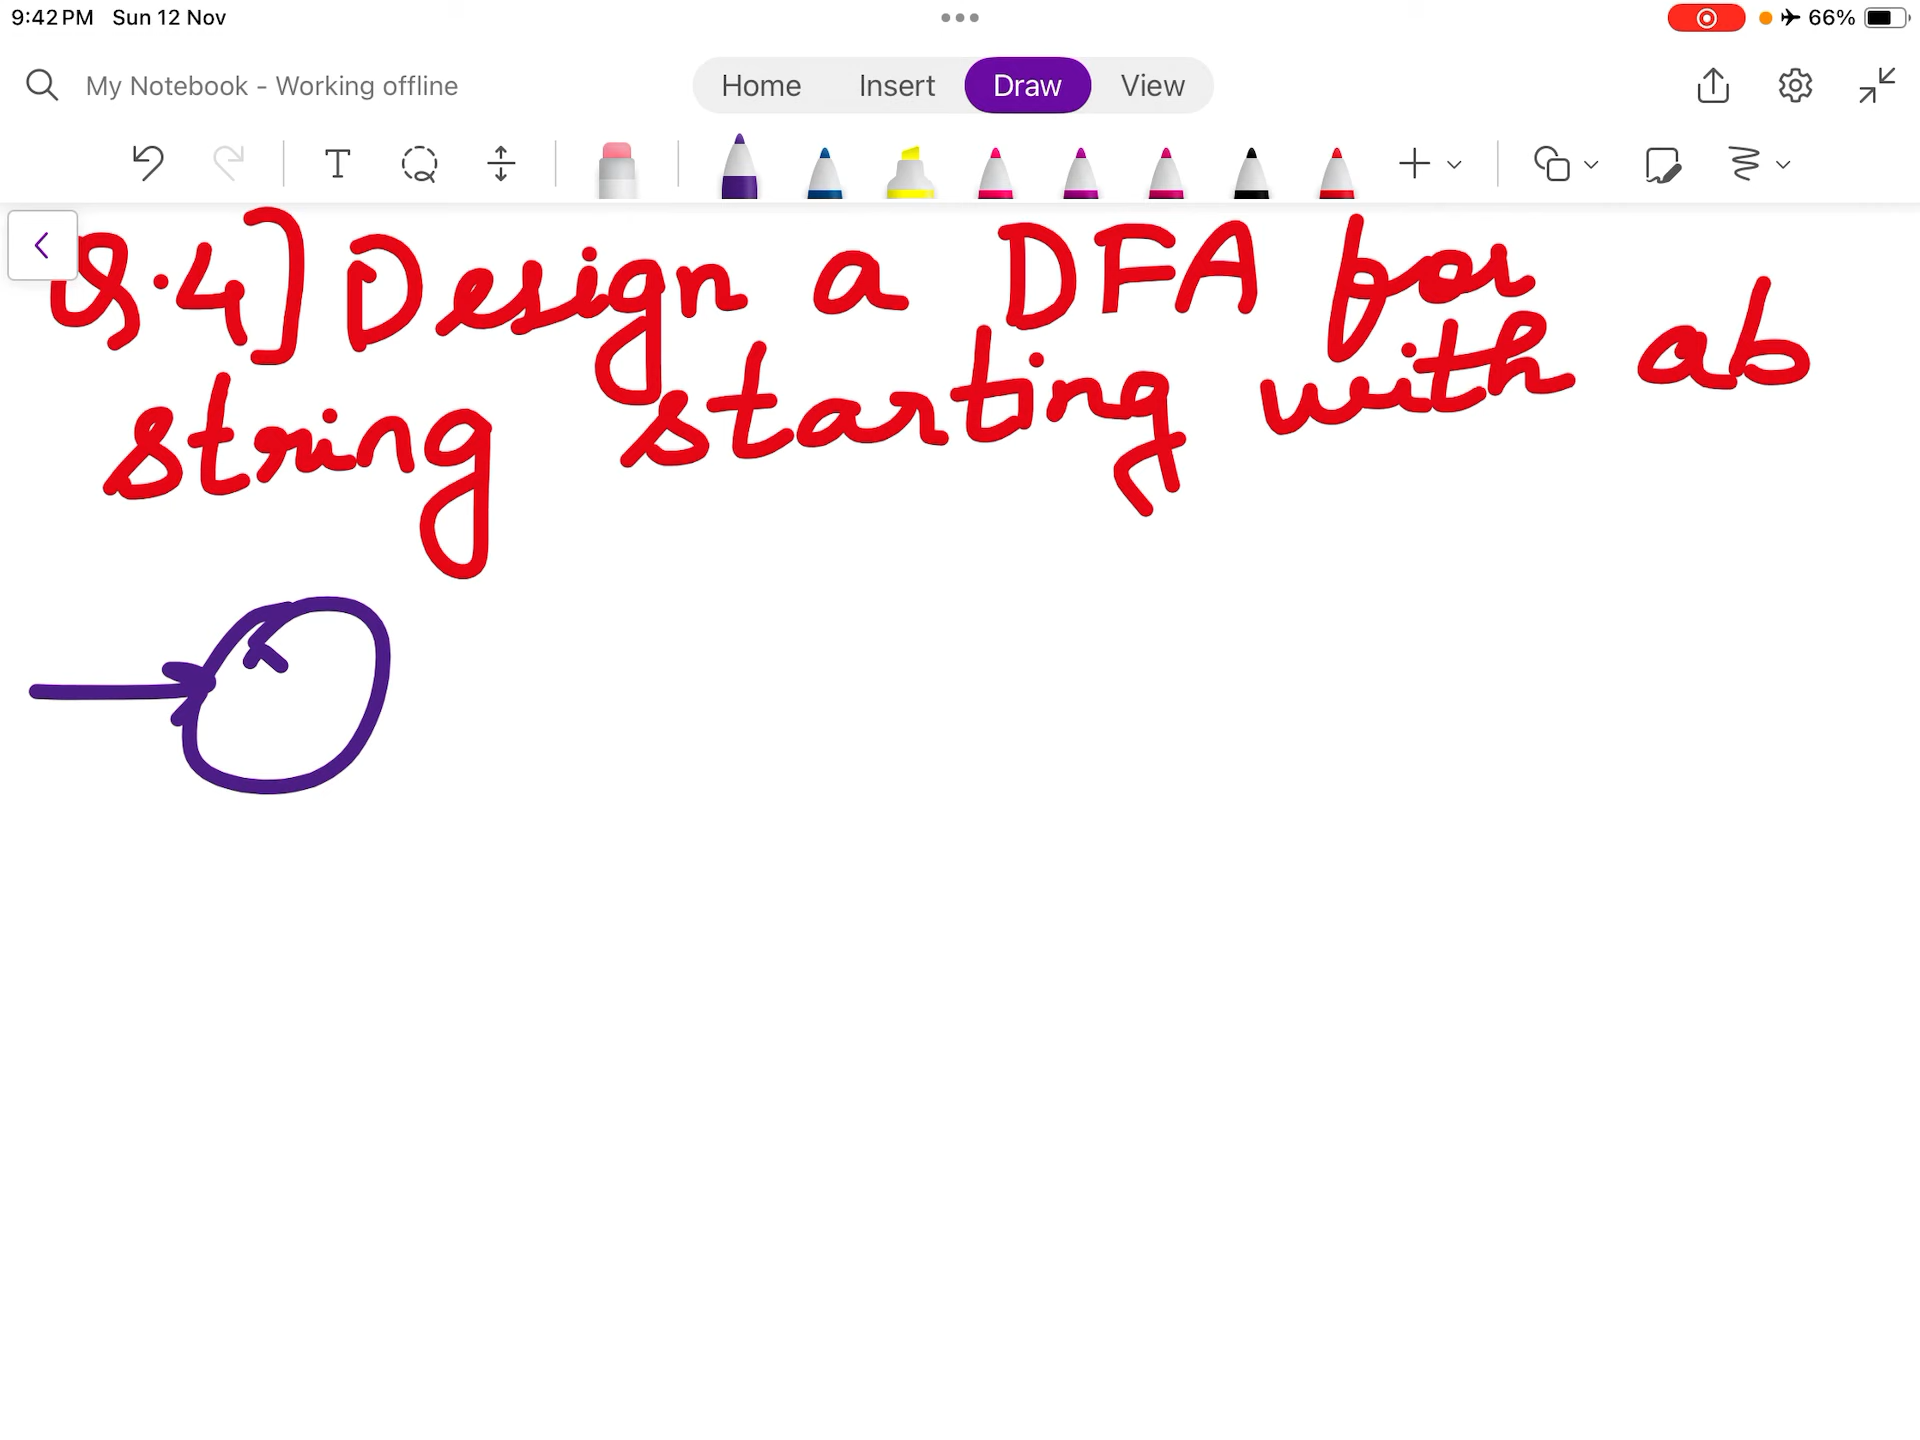 9:42 PM Sun 12 Nov
66%
My Notebook - Working offline
Home Insert Draw View
T
Q.4] Design a DFA for
string starting with ab